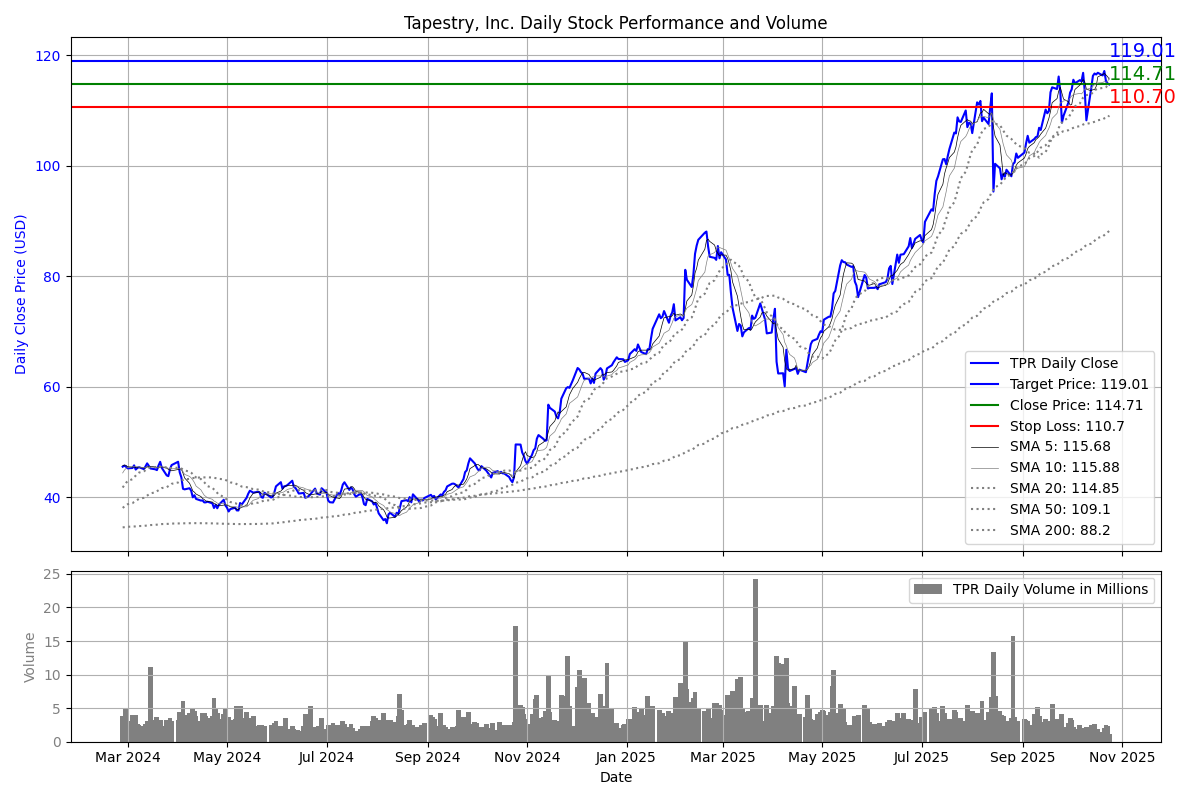 Tapestry, Inc. Daily Stock Performance and Volume
120
100
80
60
40
Daily Close Price (USD)
119.01
114.71
110.70
TPR Daily Close
Target Price: 119.01
Close Price: 114.71
Stop Loss: 110.7
SMA 5: 115.68
SMA 10: 115.88
SMA 20: 114.85
SMA 50: 109.1
SMA 200: 88.2
25
20
15
10
5
0
Volume
TPR Daily Volume in Millions
Mar 2024 May 2024 Jul 2024 Sep 2024 Nov 2024 Jan 2025 Mar 2025 May 2025 Jul 2025 Sep 2025 Nov 2025
Date